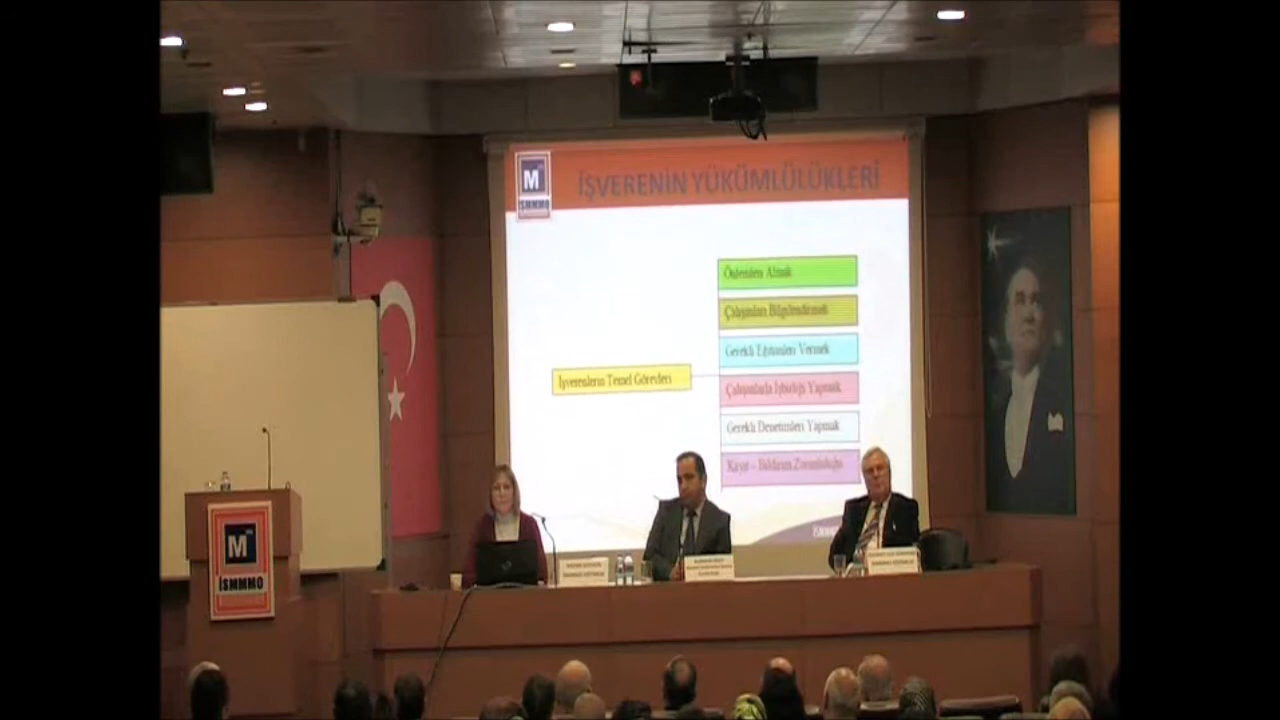 M
İSMMMO
İŞVERENİN YÜKÜMLÜLÜKLERİ
Önlemleri Almak
Çalışanları Bilgilendirmek
Gerekli Eğitimleri Vermek
İşverenlerin Temel Görevleri
Çalışanlarla İşbirliği Yapmak
Gerekli Denetimleri Yapmak
Kayıt – Bildirim Zorunluluğu
M
İSMMMO